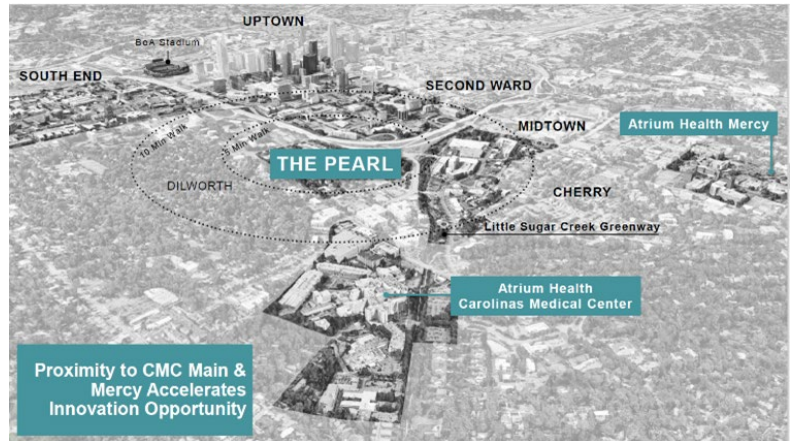 UPTOWN
BoA Stadium
SOUTH END
SECOND WARD
MIDTOWN
Atrium Health Mercy
10 Min Walk
5 Min Walk
THE PEARL
DILWORTH
CHERRY
Little Sugar Creek Greenway
Atrium Health
Carolinas Medical Center
Proximity to CMC Main &
Mercy Accelerates
Innovation Opportunity